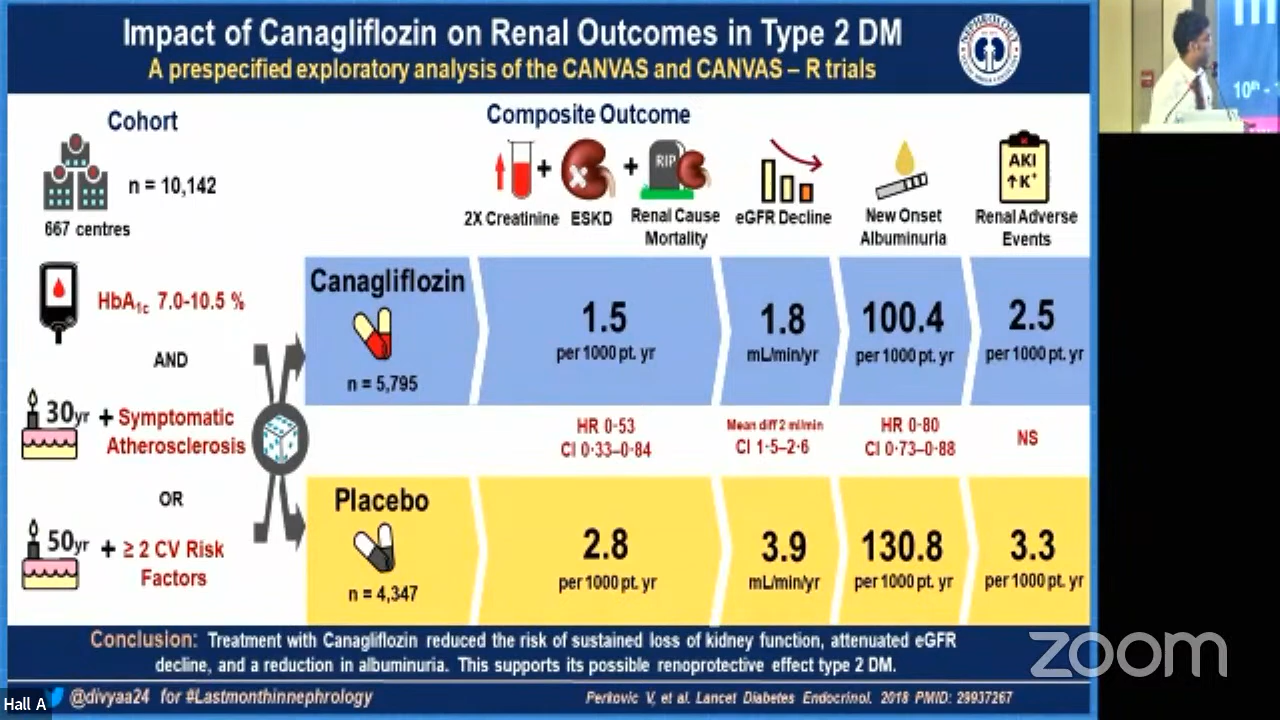 Impact of Canagliflozin on Renal Outcomes in Type 2 DM
A prespecified exploratory analysis of the CANVAS and CANVAS – R trials
NEPHROLOGY
Cohort
n = 10,142
667 centres
HbA1c 7.0-10.5 %
AND
30yr + Symptomatic
Atherosclerosis
OR
50yr + ≥ 2 CV Risk
Factors
Composite Outcome
+
+
RIP
AKI
↑K+
2X Creatinine
ESKD
Renal Cause
Mortality
eGFR Decline
New Onset
Albuminuria
Renal Adverse
Events
Canagliflozin
n = 5,795
1.5
per 1000 pt. yr
1.8
mL/min/yr
100.4
per 1000 pt. yr
2.5
per 1000 pt. yr
HR 0·53
CI 0·33–0·84
Mean diff 2 ml/min
CI 1·5–2·6
HR 0·80
CI 0·73–0·88
NS
Placebo
n = 4,347
2.8
per 1000 pt. yr
3.9
mL/min/yr
130.8
per 1000 pt. yr
3.3
per 1000 pt. yr
Conclusion: Treatment with Canagliflozin reduced the risk of sustained loss of kidney function, attenuated eGFR
decline, and a reduction in albuminuria. This supports its possible renoprotective effect type 2 DM.
@divyaa24 for #Lastmonthinnephrology
Perkovic V, et al. Lancet Diabetes Endocrinol. 2018 PMID: 29937267
Hall A
zoom
10th -